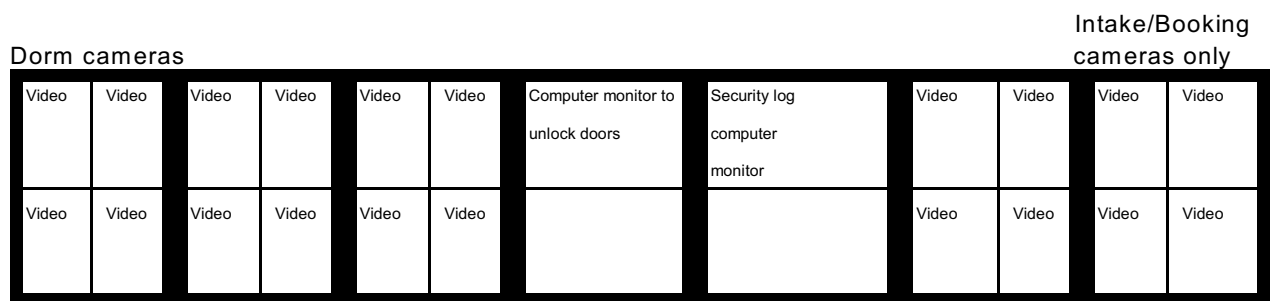 Intake/Booking
Dorm cameras cameras only
Video Video Video Video Video Video Computer monitor to Security log Video Video Video Video
unlock doors computer
monitor
Video Video Video Video Video Video Video Video Video Video